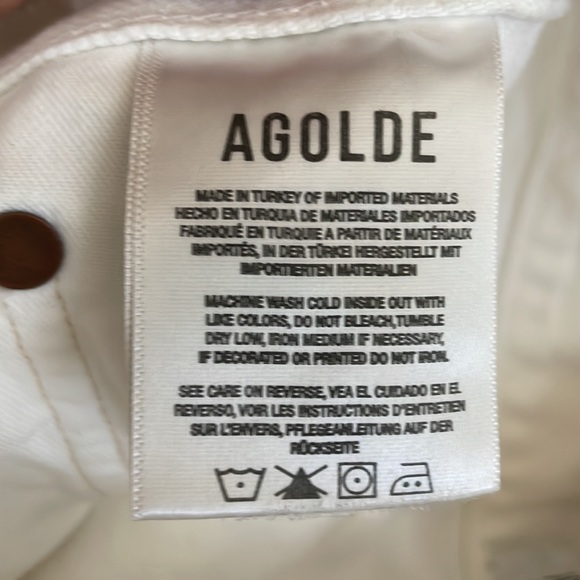 AGOLDE
MADE IN TURKEY OF IMPORTED MATERIALS
HECHO EN TURQUIA DE MATERIALES IMPORTADOS
FABRIQUÉ EN TURQUIE A PARTIR DE MATÉRIAUX
IMPORTÉS, IN DER TÜRKEI HERGESTELLT MIT
IMPORTIERTEN MATERIALIEN
MACHINE WASH COLD INSIDE OUT WITH
LIKE COLORS, DO NOT BLEACH,TUMBLE
DRY LOW, IRON MEDIUM IF NECESSARY,
IF DECORATED OR PRINTED DO NOT IRON.
SEE CARE ON REVERSE, VEA EL CUIDADO EN EL
REVERSO, VOIR LES INSTRUCTIONS D'ENTRETIEN
SUR L'ENVERS, PFLEGEANLEITUNG AUF DER
RÜCKSEITE